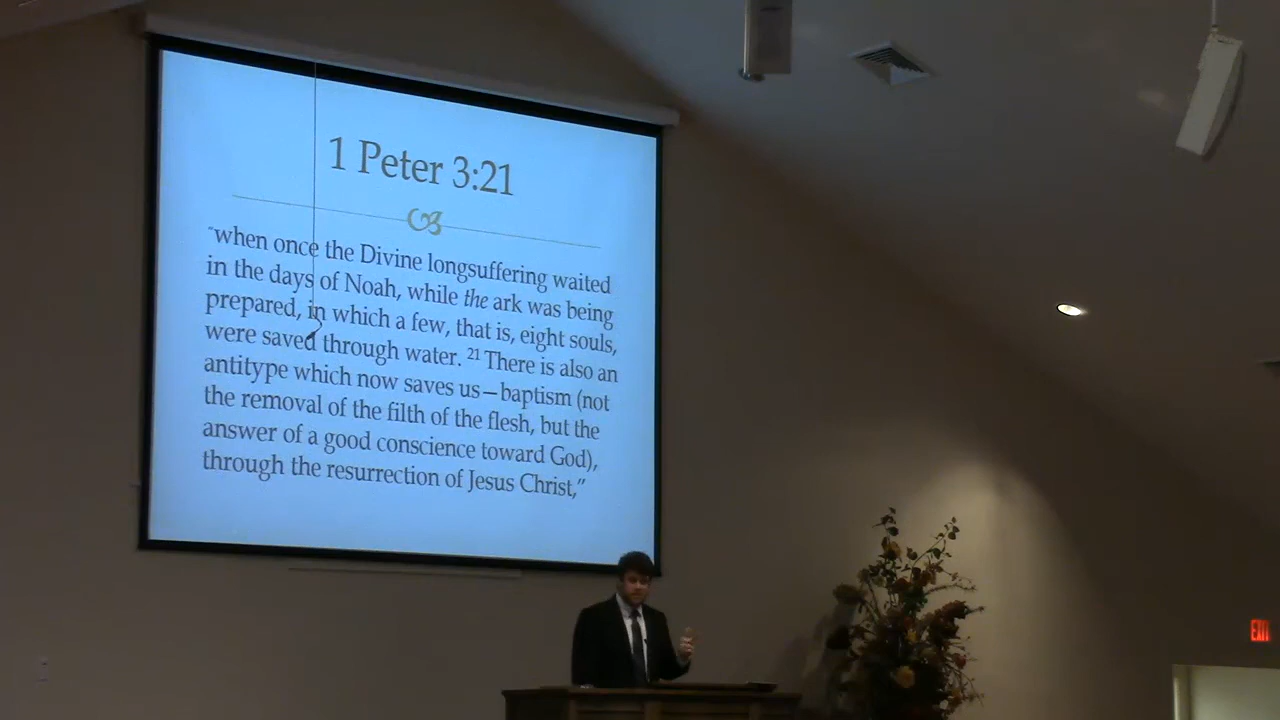 1 Peter 3:21
"when once the Divine longsuffering waited
in the days of Noah, while the ark was being
prepared, in which a few, that is, eight souls,
were saved through water. 21 There is also an
antitype which now saves us—baptism (not
the removal of the filth of the flesh, but the
answer of a good conscience toward God),
through the resurrection of Jesus Christ,"
EXIT